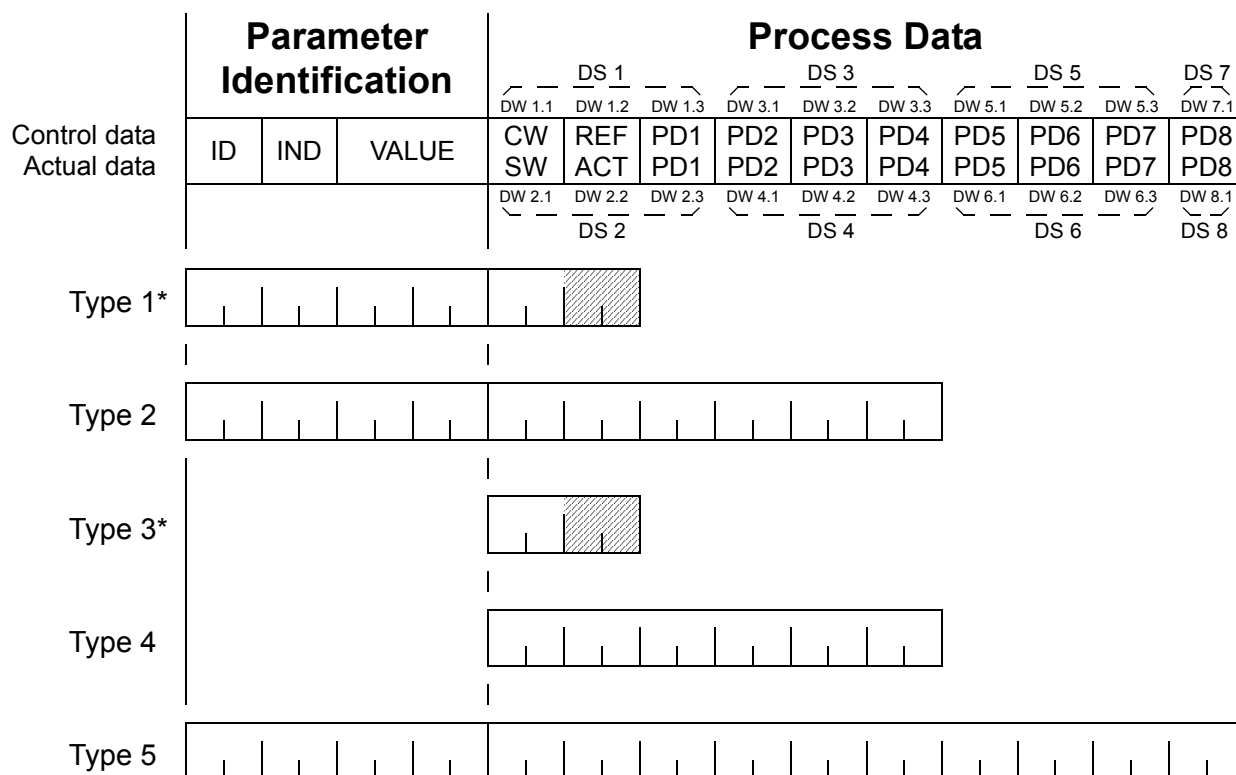 Parameter Identification
Process Data
DS 1 DS 3 DS 5 DS 7
DW 1.1 DW 1.2 DW 1.3 DW 3.1 DW 3.2 DW 3.3 DW 5.1 DW 5.2 DW 5.3 DW 7.1
Control data CW REF PD1 PD2 PD3 PD4 PD5 PD6 PD7 PD8
ID IND VALUE
Actual data SW ACT PD1 PD2 PD3 PD4 PD5 PD6 PD7 PD8
DW 2.1 DW 2.2 DW 2.3 DW 4.1 DW 4.2 DW 4.3 DW 6.1 DW 6.2 DW 6.3 DW 8.1
DS 2 DS 4 DS 6 DS 8
Type 1*
Type 2
Type 3*
Type 4
Type 5